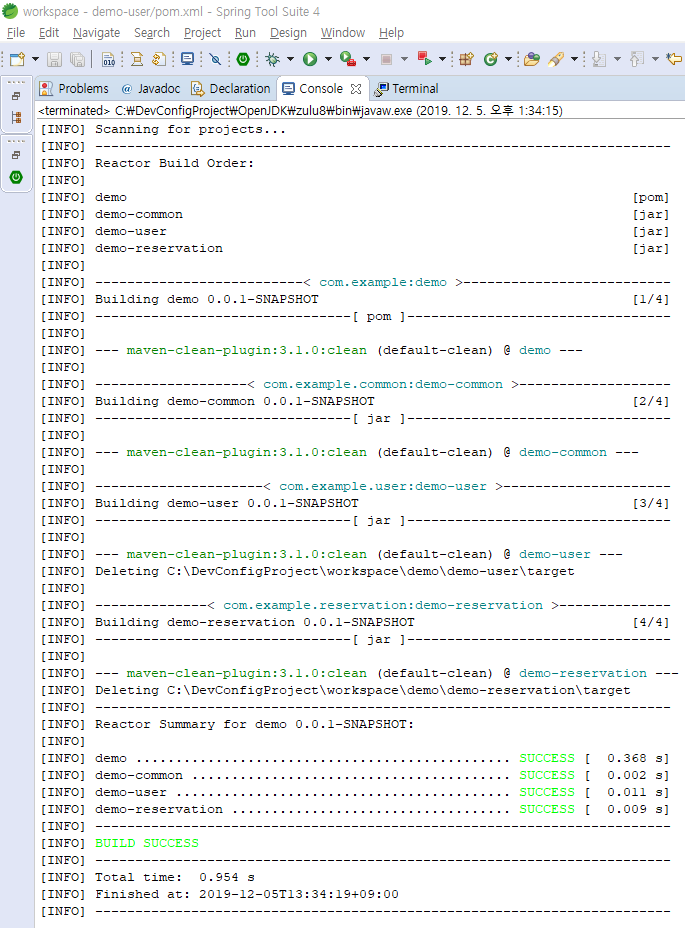 workspace - demo-user/pom.xml - Spring Tool Suite 4
File Edit Navigate Search Project Run Design Window Help
Problems @ Javadoc Declaration Console Terminal
<terminated> C:₩DevConfigProject₩OpenJDK₩zulu8₩bin₩javaw.exe (2019. 12. 5. 오후 1:34:15)
[INFO] Scanning for projects...
[INFO] ------------------------------------------------------------------------
[INFO] Reactor Build Order:
[INFO]
[INFO] demo [pom]
[INFO] demo-common [jar]
[INFO] demo-user [jar]
[INFO] demo-reservation [jar]
[INFO]
[INFO] --------------------------< com.example:demo >--------------------------
[INFO] Building demo 0.0.1-SNAPSHOT [1/4]
[INFO] --------------------------------[ pom ]---------------------------------
[INFO]
[INFO] --- maven-clean-plugin:3.1.0:clean (default-clean) @ demo ---
[INFO]
[INFO] -------------------< com.example.common:demo-common >-------------------
[INFO] Building demo-common 0.0.1-SNAPSHOT [2/4]
[INFO] --------------------------------[ jar ]---------------------------------
[INFO]
[INFO] --- maven-clean-plugin:3.1.0:clean (default-clean) @ demo-common ---
[INFO]
[INFO] ---------------------< com.example.user:demo-user >---------------------
[INFO] Building demo-user 0.0.1-SNAPSHOT [3/4]
[INFO] --------------------------------[ jar ]---------------------------------
[INFO]
[INFO] --- maven-clean-plugin:3.1.0:clean (default-clean) @ demo-user ---
[INFO] Deleting C:\DevConfigProject\workspace\demo\demo-user\target
[INFO]
[INFO] --------------< com.example.reservation:demo-reservation >--------------
[INFO] Building demo-reservation 0.0.1-SNAPSHOT [4/4]
[INFO] --------------------------------[ jar ]---------------------------------
[INFO]
[INFO] --- maven-clean-plugin:3.1.0:clean (default-clean) @ demo-reservation ---
[INFO] Deleting C:\DevConfigProject\workspace\demo\demo-reservation\target
[INFO] ------------------------------------------------------------------------
[INFO] Reactor Summary for demo 0.0.1-SNAPSHOT:
[INFO]
[INFO] demo ............................................... SUCCESS [  0.368 s]
[INFO] demo-common ........................................ SUCCESS [  0.002 s]
[INFO] demo-user .......................................... SUCCESS [  0.011 s]
[INFO] demo-reservation ................................... SUCCESS [  0.009 s]
[INFO] ------------------------------------------------------------------------
[INFO] BUILD SUCCESS
[INFO] ------------------------------------------------------------------------
[INFO] Total time:  0.954 s
[INFO] Finished at: 2019-12-05T13:34:19+09:00
[INFO] ------------------------------------------------------------------------